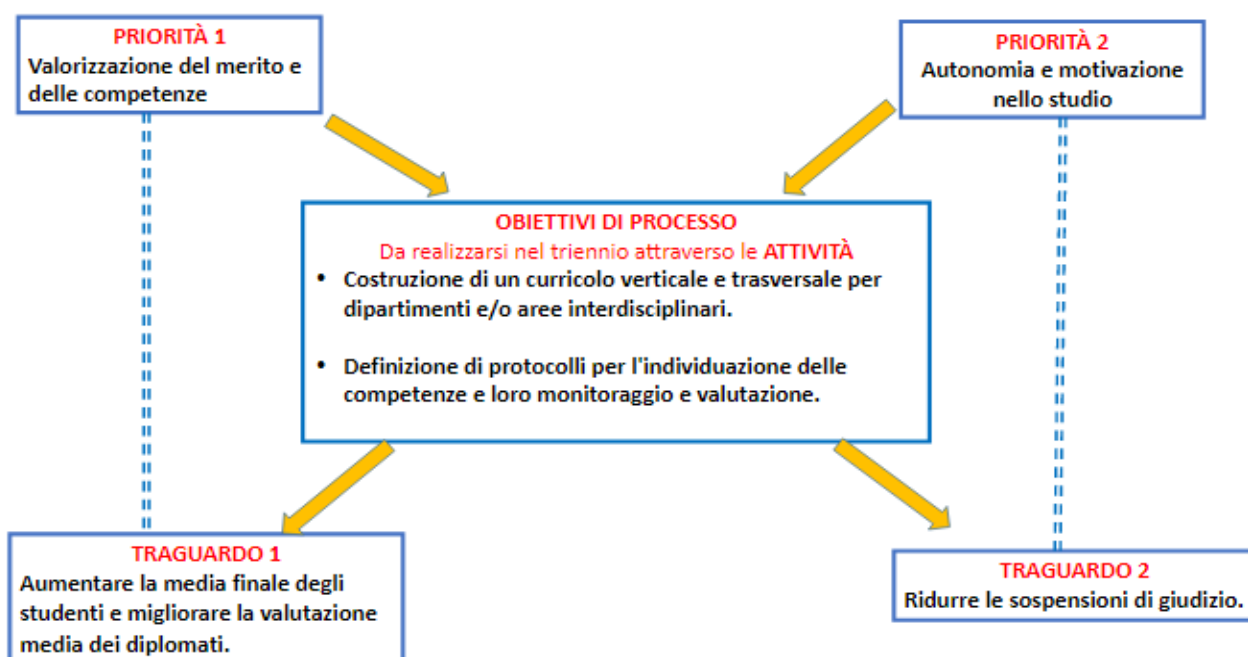 PRIORITÀ 1
Valorizzazione del merito e
delle competenze
PRIORITÀ 2
Autonomia e motivazione
nello studio
OBIETTIVI DI PROCESSO
Da realizzarsi nel triennio attraverso le ATTIVITÀ
• Costruzione di un curricolo verticale e trasversale per
dipartimenti e/o aree interdisciplinari.
• Definizione di protocolli per l'individuazione delle
competenze e loro monitoraggio e valutazione.
TRAGUARDO 1
Aumentare la media finale degli
studenti e migliorare la valutazione
media dei diplomati.
TRAGUARDO 2
Ridurre le sospensioni di giudizio.